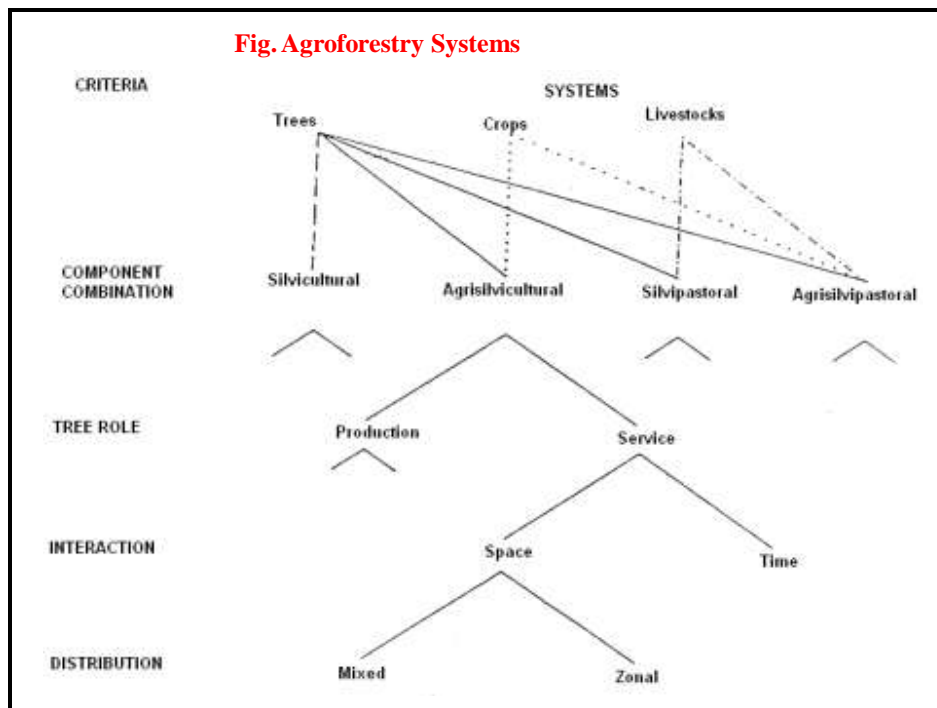 Fig. Agroforestry Systems
CRITERIA
SYSTEMS
Trees
Crops
Livestocks
COMPONENT
COMBINATION
Silvicultural
Agrisilvicultural
Silvipastoral
Agrisilvipastoral
TREE ROLE
Production
Service
INTERACTION
Space
Time
DISTRIBUTION
Mixed
Zonal